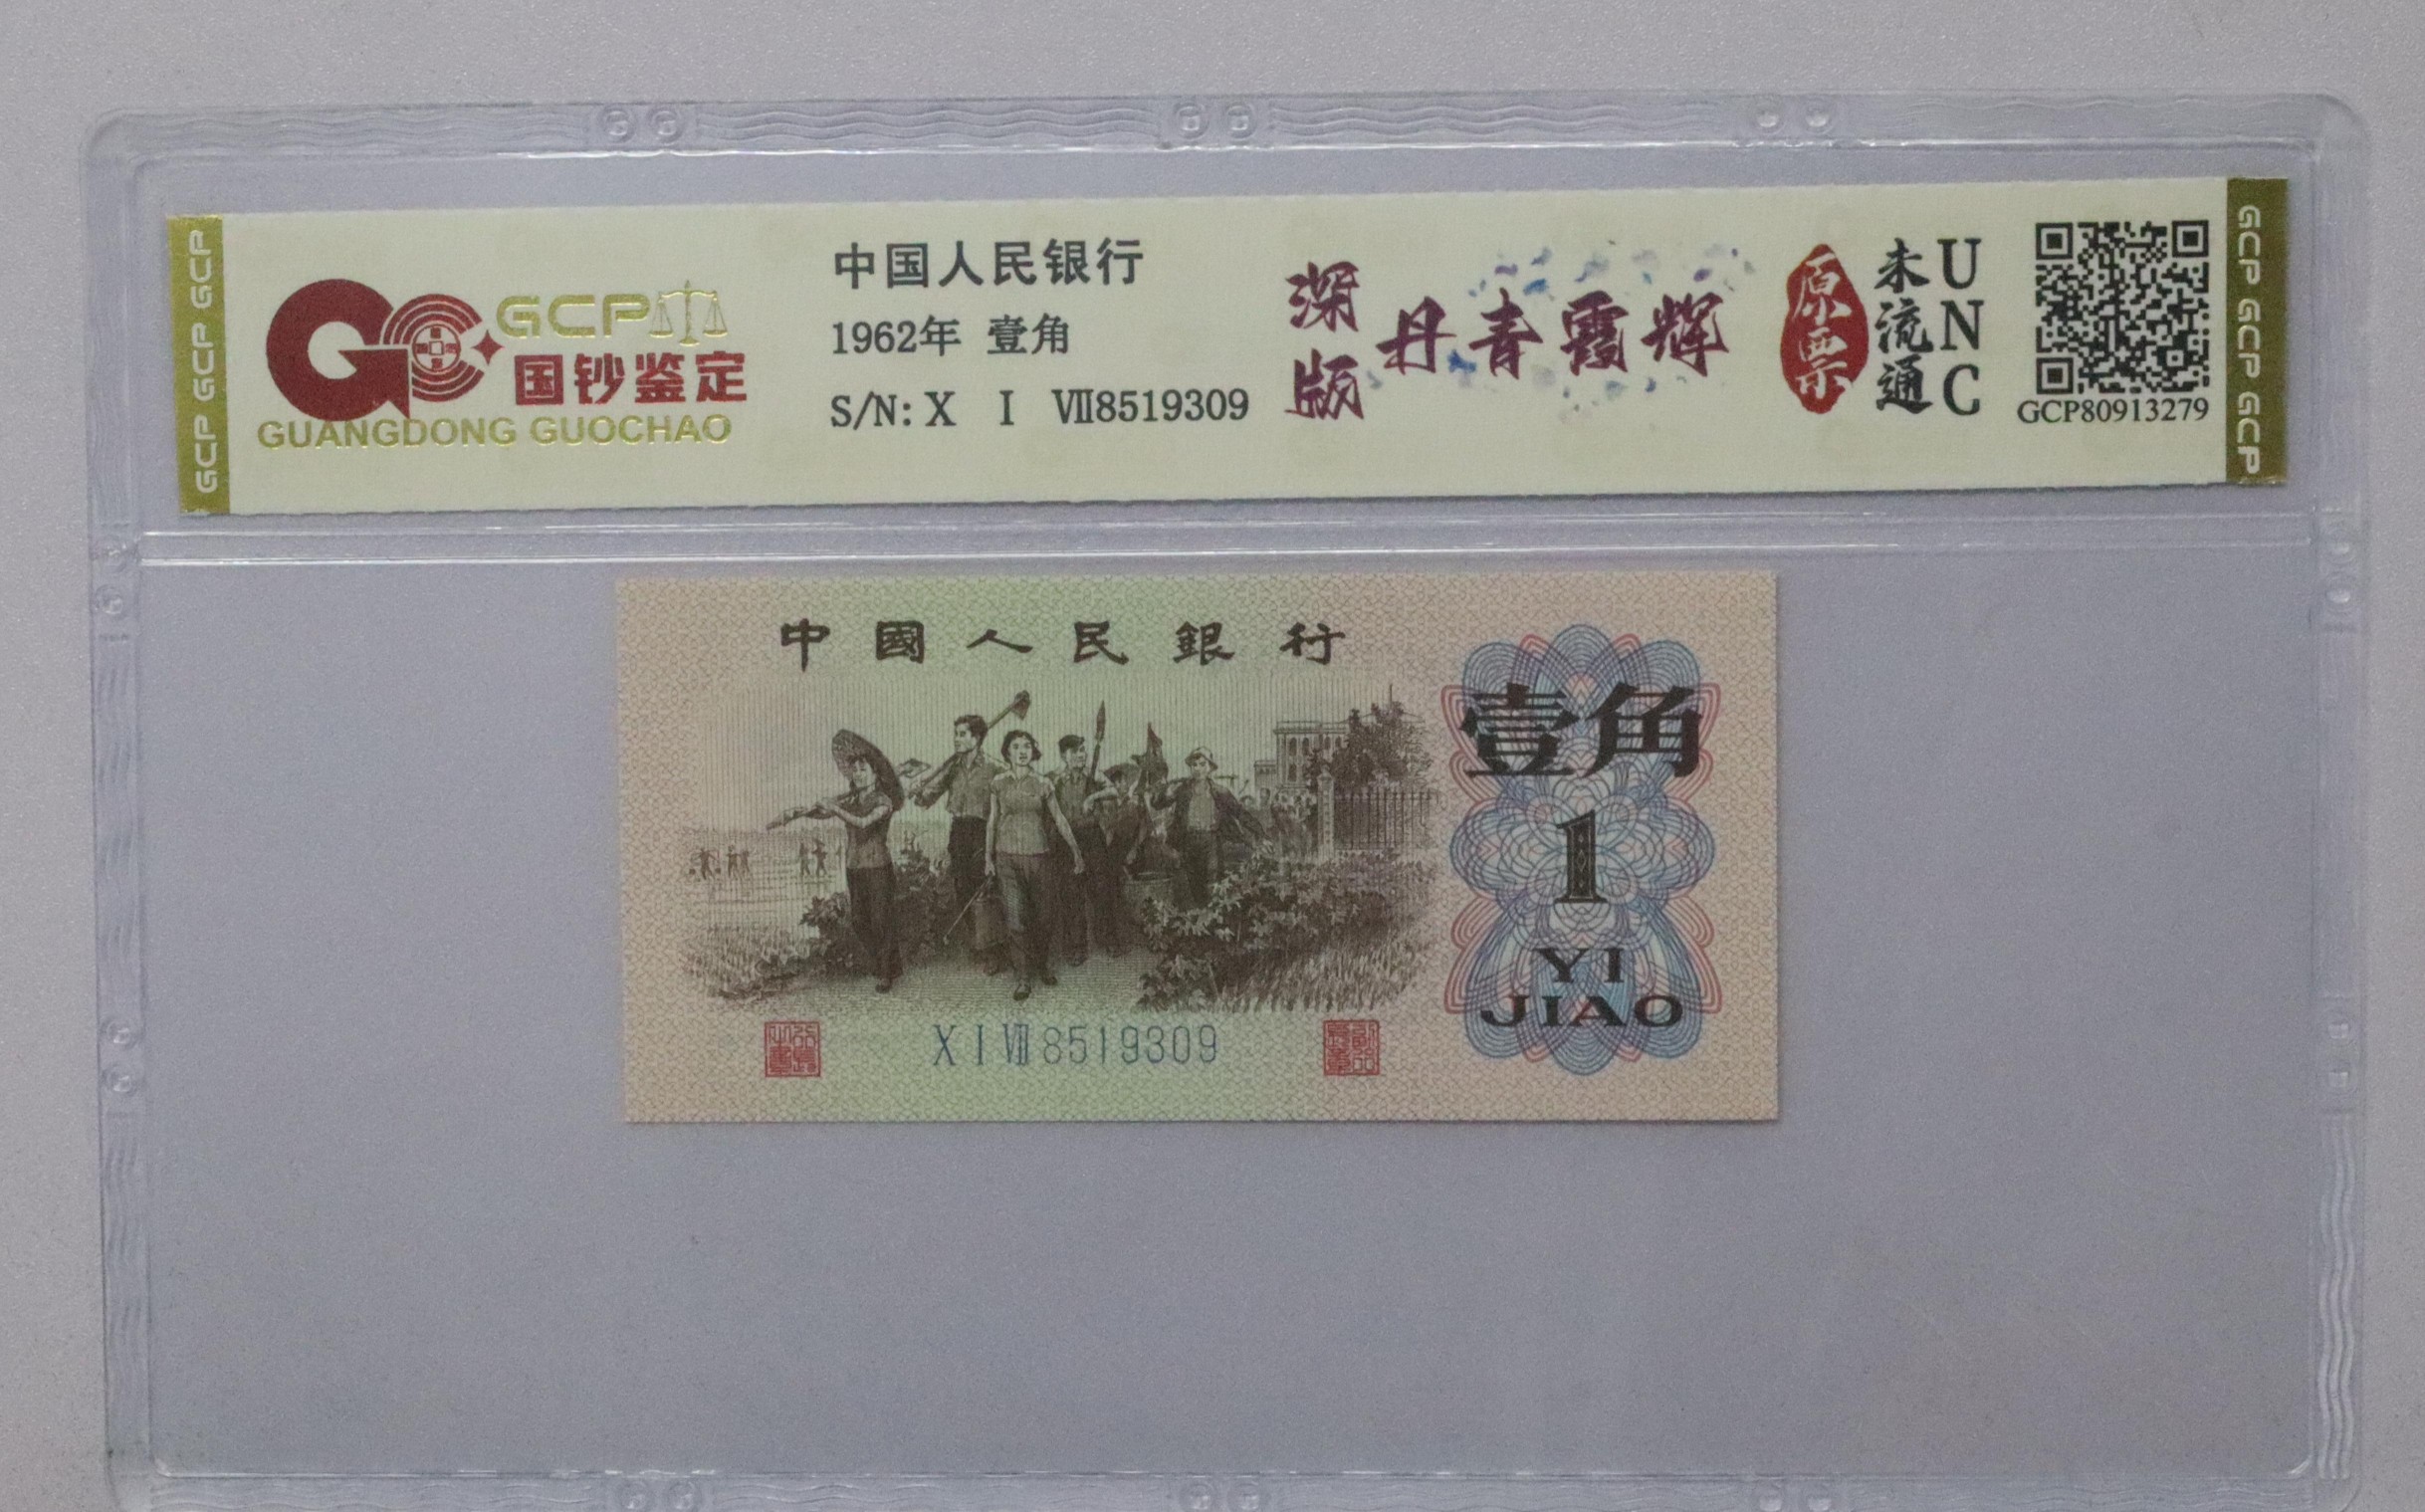 GCP GCP GCP
GCP
国钞鉴定
GUANGDONG GUOCHAO
中国人民银行
1962年 壹角
S/N: X I Ⅶ8519309
深版
丹青霞辉
原票
未流通
UNC
GCP80913279
GCP GCP GCP
中國人民銀行
壹角
1
YI
JIAO
X I Ⅶ 8519309